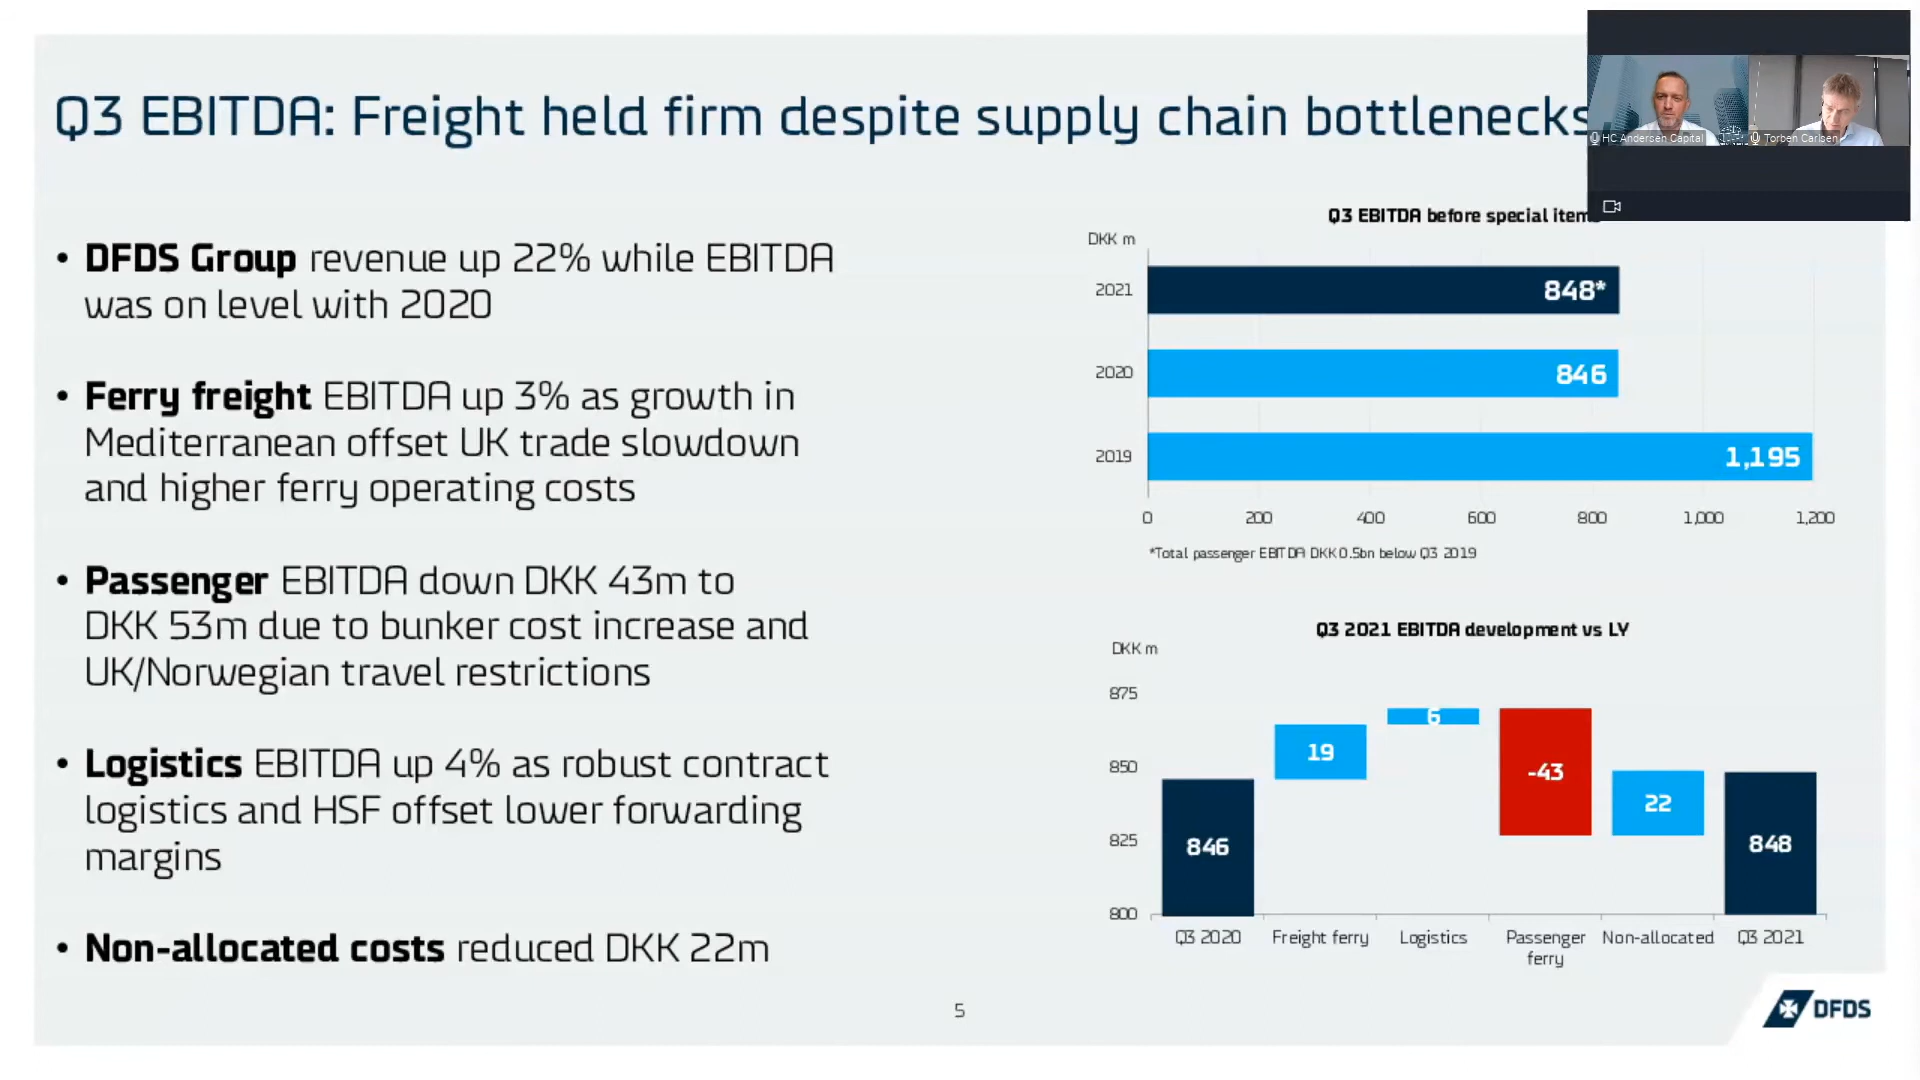 Q3 EBITDA: Freight held firm despite supply chain bottlenecks
HC Andersen Capital
Torben Carlsen
• DFDS Group revenue up 22% while EBITDA
was on level with 2020
• Ferry freight EBITDA up 3% as growth in
Mediterranean offset UK trade slowdown
and higher ferry operating costs
• Passenger EBITDA down DKK 43m to
DKK 53m due to bunker cost increase and
UK/Norwegian travel restrictions
• Logistics EBITDA up 4% as robust contract
logistics and HSF offset lower forwarding
margins
• Non-allocated costs reduced DKK 22m
Q3 EBITDA before special items
DKK m
2021
848*
2020
846
2019
1,195
0 200 400 600 800 1,000 1,200
*Total passenger EBITDA DKK 0.5bn below Q3 2019
Q3 2021 EBITDA development vs LY
DKK m
875
850
825
800
846
19
6
-43
22
848
Q3 2020 Freight ferry Logistics Passenger ferry Non-allocated Q3 2021
5
DFDS